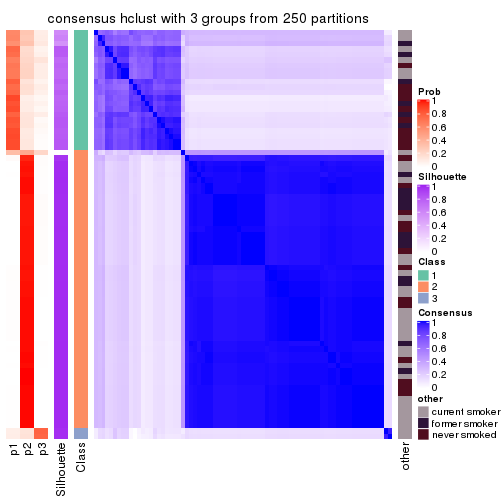 consensus hclust with 3 groups from 250 partitions
Prob
1
0.8
0.6
0.4
0.2
0
Silhouette
1
0.8
0.6
0.4
0.2
0
Class
1
2
3
Consensus
1
0.8
0.6
0.4
0.2
0
other
current smoker
former smoker
never smoked
p1
p2
p3
Silhouette
Class
other